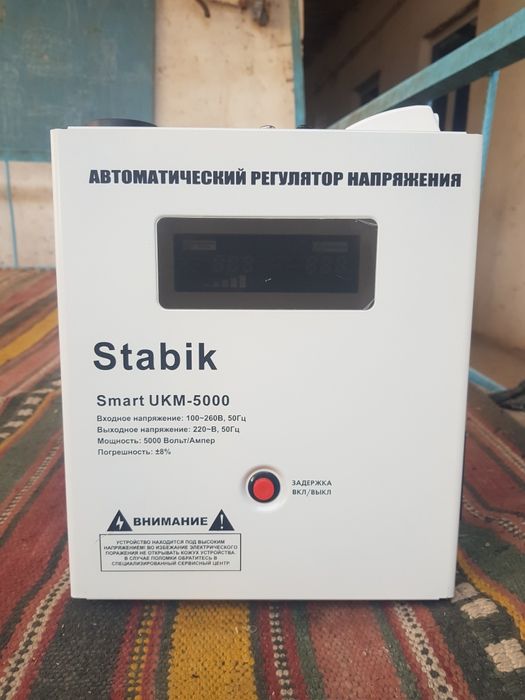 АВТОМАТИЧЕСКИЙ РЕГУЛЯТОР НАПРЯЖЕНИЯ
Stabik
Smart UKM-5000
Входное напряжение: 100~260В, 50Гц
Выходное напряжение: 220~В, 50Гц
Мощность: 5000 Вольт/Ампер
Погрешность: ±8%
ЗАДЕРЖКА
ВКЛ/ВЫКЛ
ВНИМАНИЕ
УСТРОЙСТВО НАХОДИТСЯ ПОД ВЫСОКИМ
НАПРЯЖЕНИЕМ! ВО ИЗБЕЖАНИЕ ЭЛЕКТРИЧЕСКОГО
ПОРАЖЕНИЯ НЕ ОТКРЫВАТЬ КОЖУХ УСТРОЙСТВА.
В СЛУЧАЕ ПОЛОМКИ ОБРАТИТЕСЬ В
СПЕЦИАЛИЗИРОВАННЫЙ СЕРВИСНЫЙ ЦЕНТР.